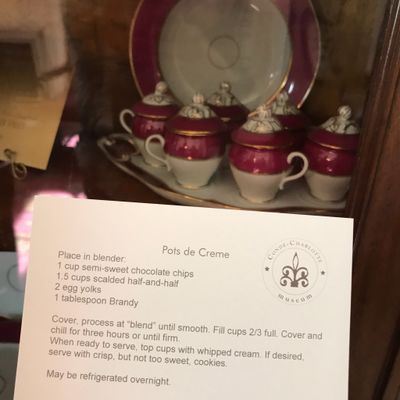 Pots de Creme
CONDE-CHARLOTTE
museum
Place in blender:
1 cup semi-sweet chocolate chips
1.5 cups scalded half-and-half
2 egg yolks
1 tablespoon Brandy
Cover, process at “blend” until smooth. Fill cups 2/3 full. Cover and
chill for three hours or until firm.
When ready to serve, top cups with whipped cream. If desired,
serve with crisp, but not too sweet, cookies.
May be refrigerated overnight.